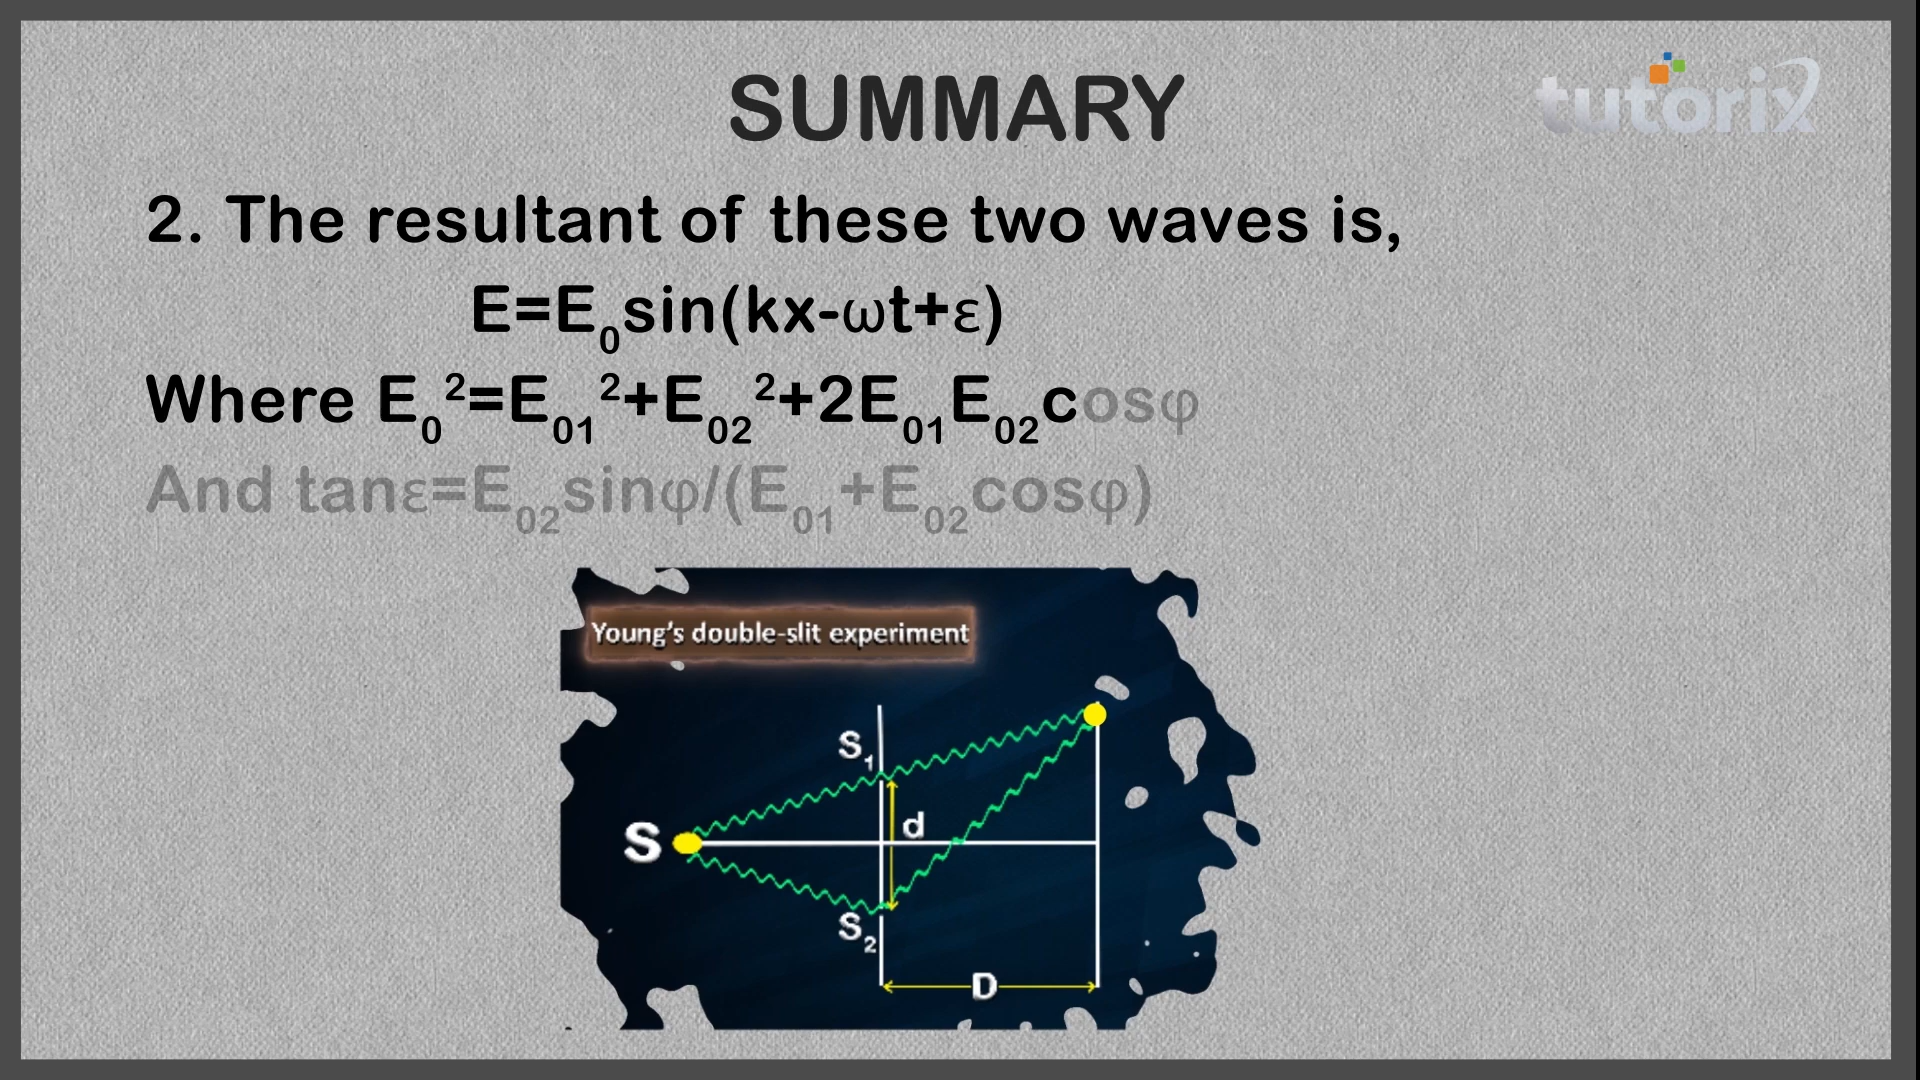 SUMMARY
tutorix
2. The resultant of these two waves is,
E=E₀sin(kx-ωt+ε)
Where E₀²=E₀₁²+E₀₂²+2E₀₁E₀₂cosφ
And tanε=E₀₂sinφ/(E₀₁+E₀₂cosφ)
Young's double-slit experiment
S₁
d
S
S₂
D